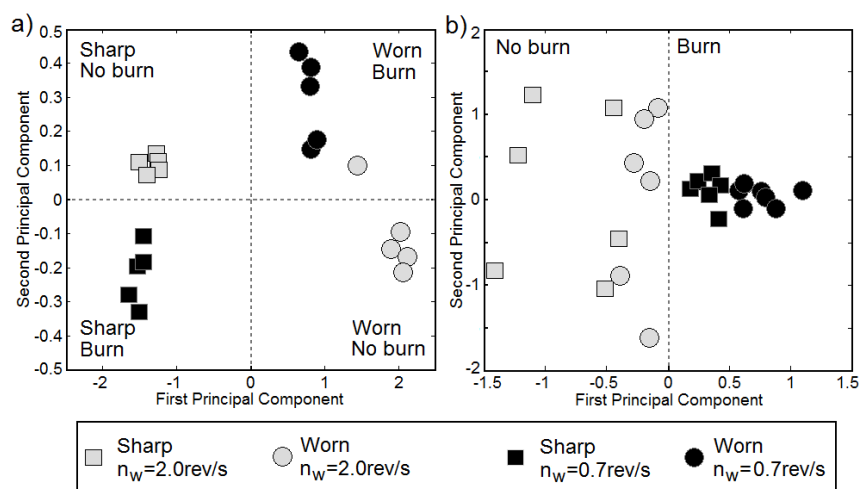 a)
Sharp
No burn
Worn
Burn
Sharp
Burn
Worn
No burn
0.5
0.4
0.3
0.2
0.1
0
-0.1
-0.2
-0.3
-0.4
-0.5
Second Principal Component
-2
-1
0
1
2
First Principal Component
b)
No burn
Burn
2
1
0
-1
-2
Second Principal Component
-1.5
-1
-0.5
0
0.5
1
1.5
First Principal Component
Sharp
n_w=2.0rev/s
Worn
n_w=2.0rev/s
Sharp
n_w=0.7rev/s
Worn
n_w=0.7rev/s